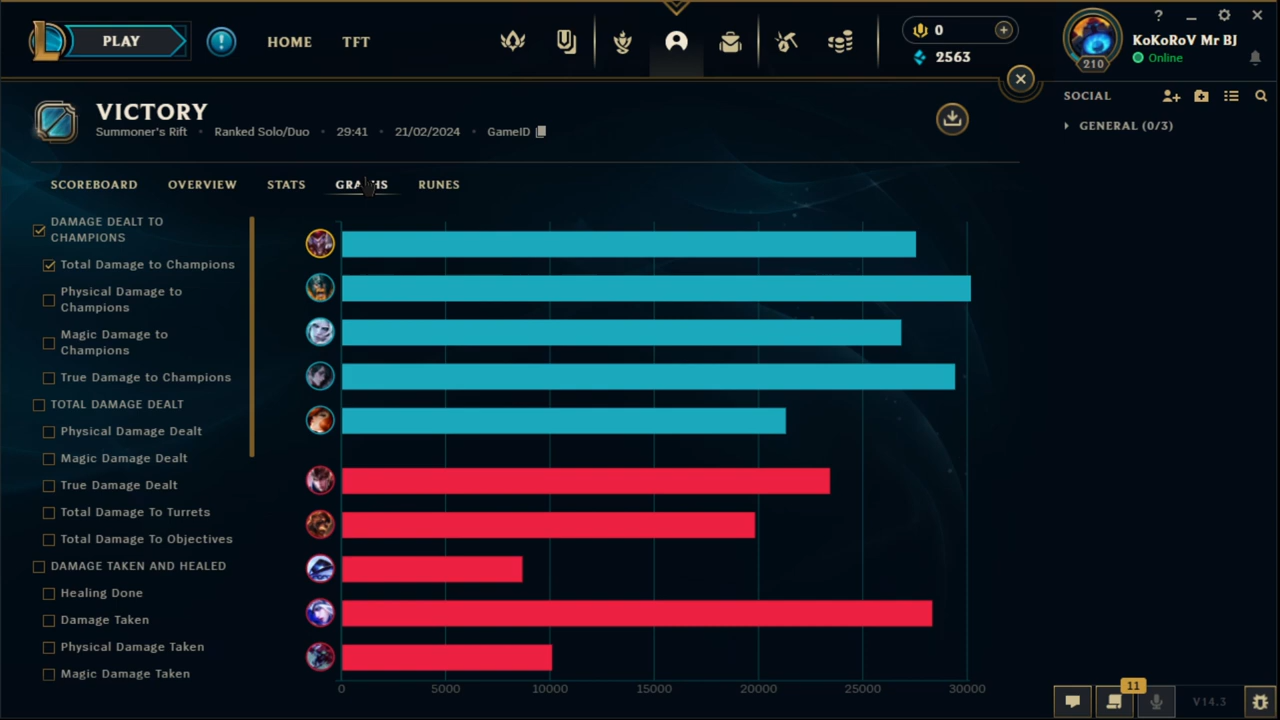 PLAY
HOME
TFT
0
2563
KoKoRoV Mr BJ
Online
210
VICTORY
Summoner's Rift • Ranked Solo/Duo • 29:41 • 21/02/2024 • GameID
SOCIAL
GENERAL (0/3)
SCOREBOARD
OVERVIEW
STATS
GRAPHS
RUNES
DAMAGE DEALT TO
CHAMPIONS
Total Damage to Champions
Physical Damage to
Champions
Magic Damage to
Champions
True Damage to Champions
TOTAL DAMAGE DEALT
Physical Damage Dealt
Magic Damage Dealt
True Damage Dealt
Total Damage To Turrets
Total Damage To Objectives
DAMAGE TAKEN AND HEALED
Healing Done
Damage Taken
Physical Damage Taken
Magic Damage Taken
0 5000 10000 15000 20000 25000 30000
11
V14.3